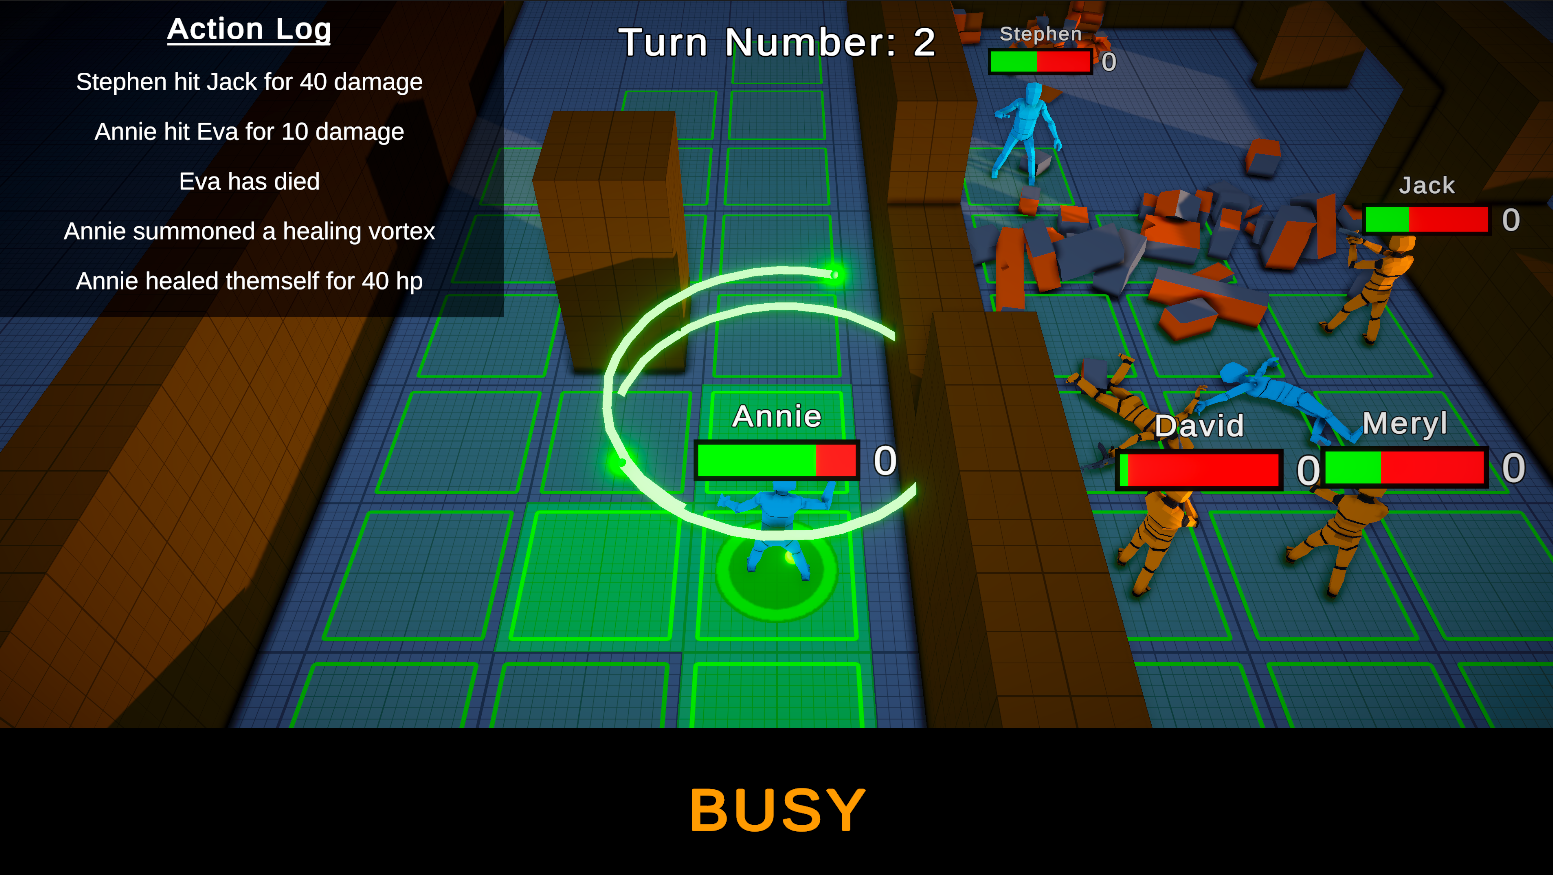 Action Log
Stephen hit Jack for 40 damage
Annie hit Eva for 10 damage
Eva has died
Annie summoned a healing vortex
Annie healed themself for 40 hp
Turn Number: 2
Stephen
0
Jack
0
Annie
0
David
0
Meryl
0
BUSY